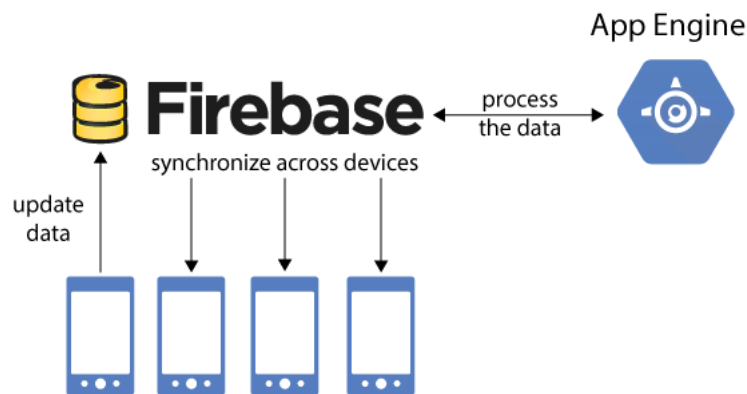 App Engine
Firebase
process
the data
synchronize across devices
update
data